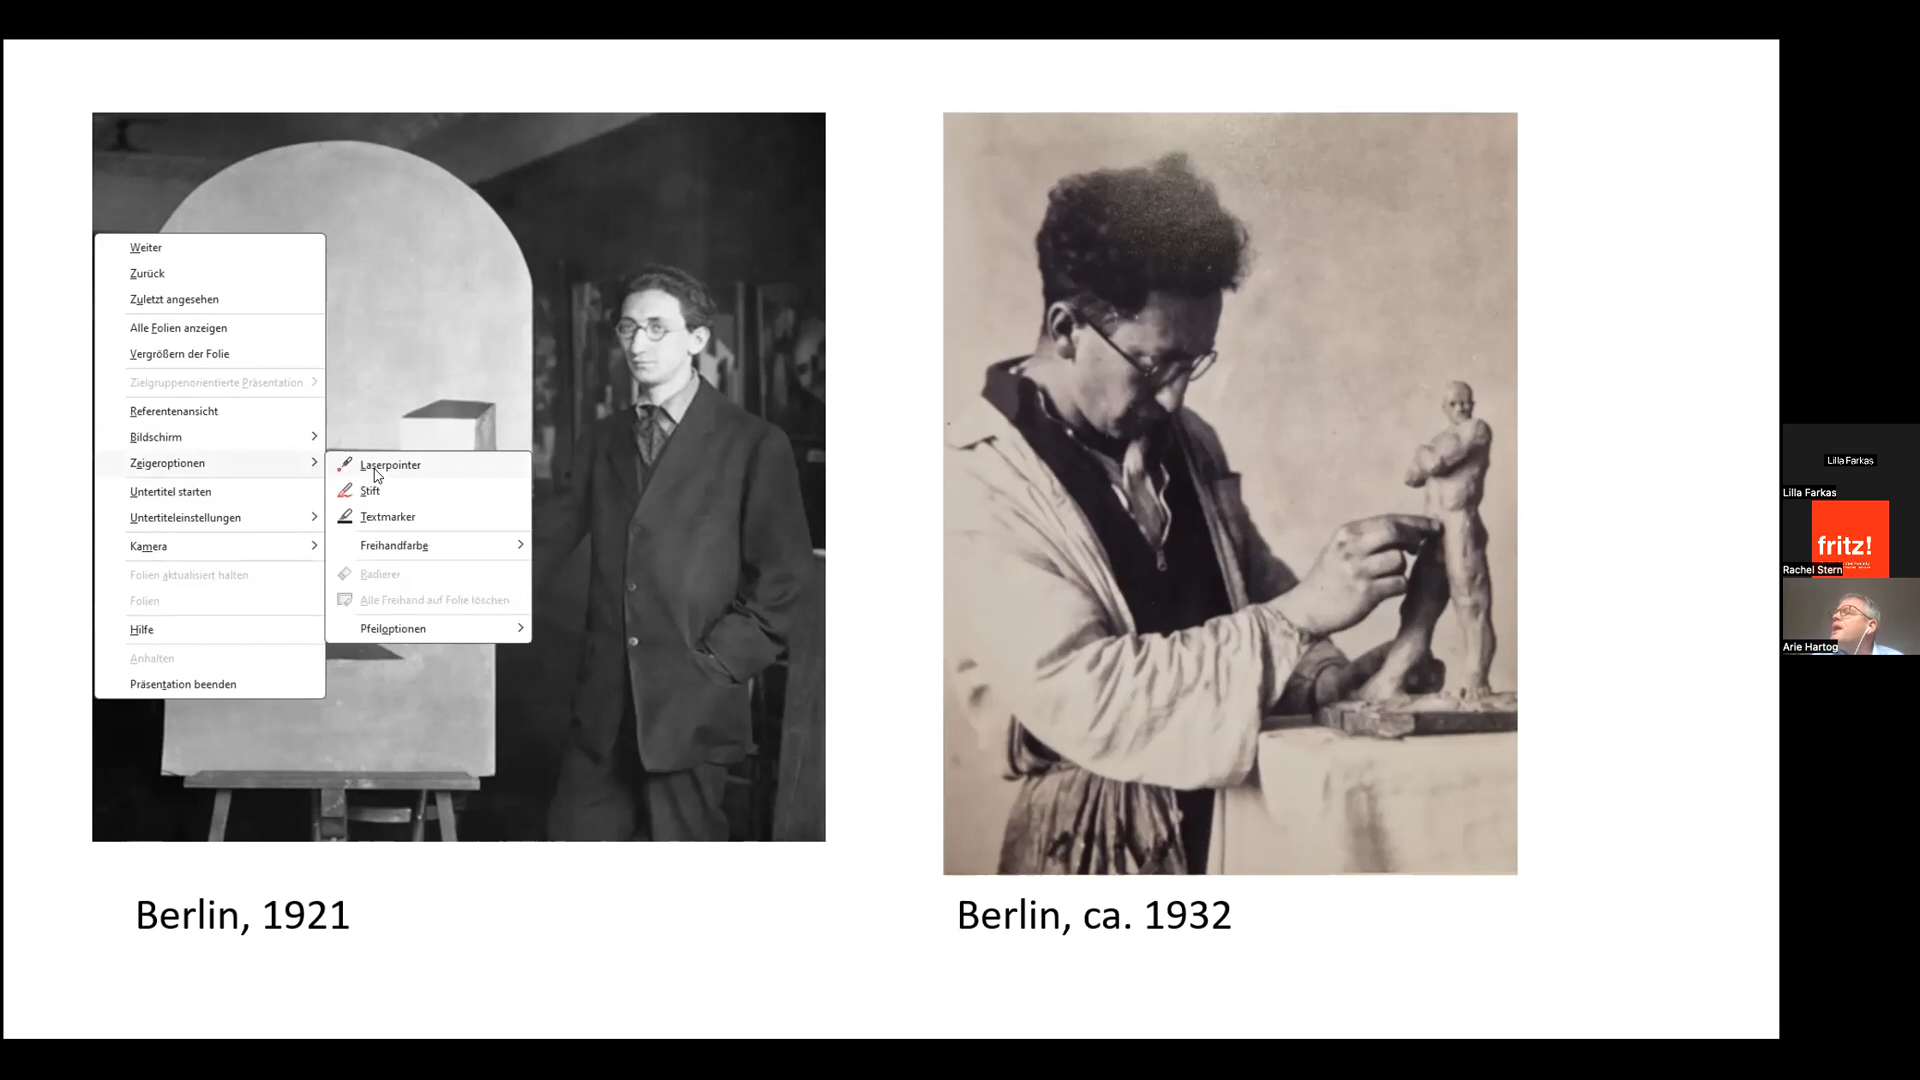 Weiter
Zurück
Zuletzt angesehen
Alle Folien anzeigen
Vergrößern der Folie
Zielgruppenorientierte Präsentation
Referentenansicht
Bildschirm
Zeigeroptionen
Untertitel starten
Untertiteleinstellungen
Kamera
Folien aktualisiert halten
Folien
Hilfe
Anhalten
Präsentation beenden
Laserpointer
Stift
Textmarker
Freihandfarbe
Radierer
Alle Freihand auf Folie löschen
Pfeiloptionen
Berlin, 1921
Berlin, ca. 1932
Lilla Farkas
Lilla Farkas
fritz!
Rachel Stern
Arie Hartog